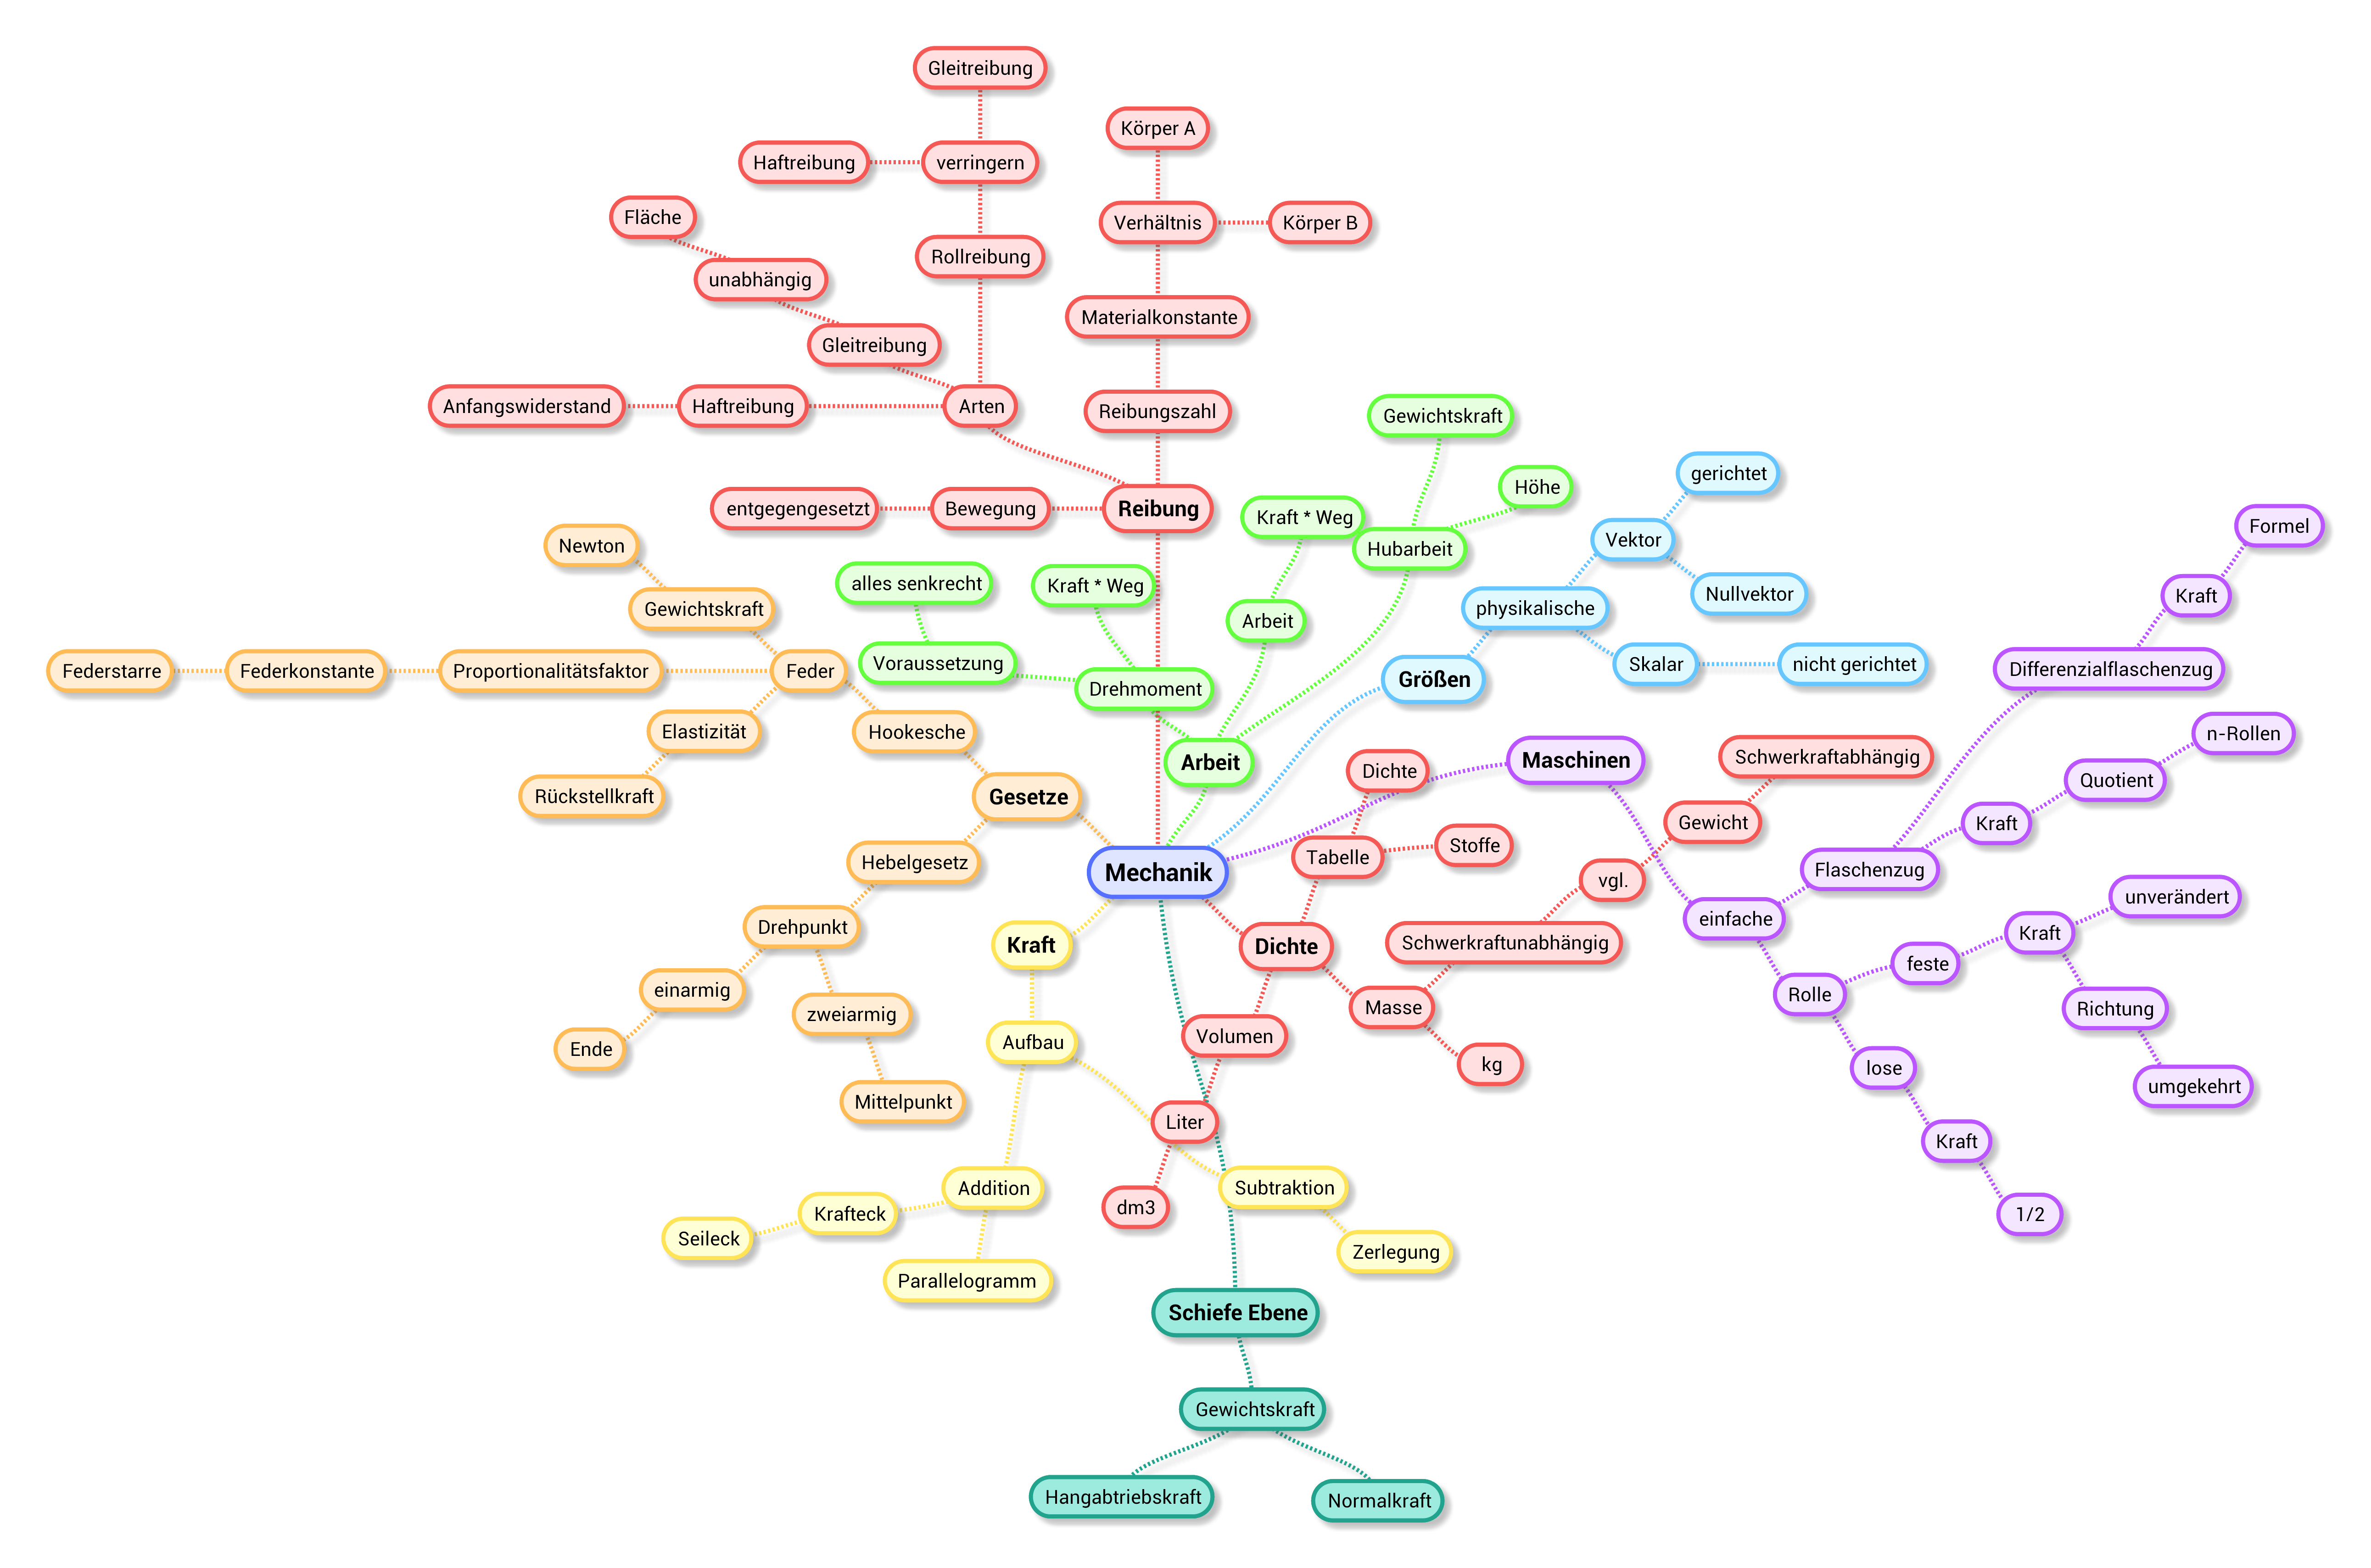 Gleitreibung
Körper A
Haftreibung
verringern
Fläche
Verhältnis
Körper B
Rollreibung
unabhängig
Materialkonstante
Gleitreibung
Anfangswiderstand
Haftreibung
Arten
Reibungszahl
Gewichtskraft
gerichtet
Höhe
entgegengesetzt
Bewegung
Reibung
Kraft * Weg
Formel
Vektor
Newton
Hubarbeit
alles senkrecht
Kraft * Weg
Nullvektor
Kraft
Gewichtskraft
physikalische
Arbeit
Voraussetzung
Skalar
nicht gerichtet
Differenzialflaschenzug
Federstarre
Federkonstante
Proportionalitätsfaktor
Feder
Größen
Drehmoment
Elastizität
Hookesche
n-Rollen
Schwerkraftabhängig
Maschinen
Arbeit
Dichte
Quotient
Rückstellkraft
Gesetze
Gewicht
Kraft
Stoffe
Tabelle
Hebelgesetz
Flaschenzug
Mechanik
vgl.
unverändert
einfache
Drehpunkt
Kraft
Kraft
Schwerkraftunabhängig
Dichte
feste
einarmig
Rolle
Masse
Richtung
zweiarmig
Volumen
Aufbau
Ende
kg
lose
umgekehrt
Mittelpunkt
Liter
Kraft
Addition
Subtraktion
dm3
Krafteck
1/2
Seileck
Zerlegung
Parallelogramm
Schiefe Ebene
Gewichtskraft
Hangabtriebskraft
Normalkraft